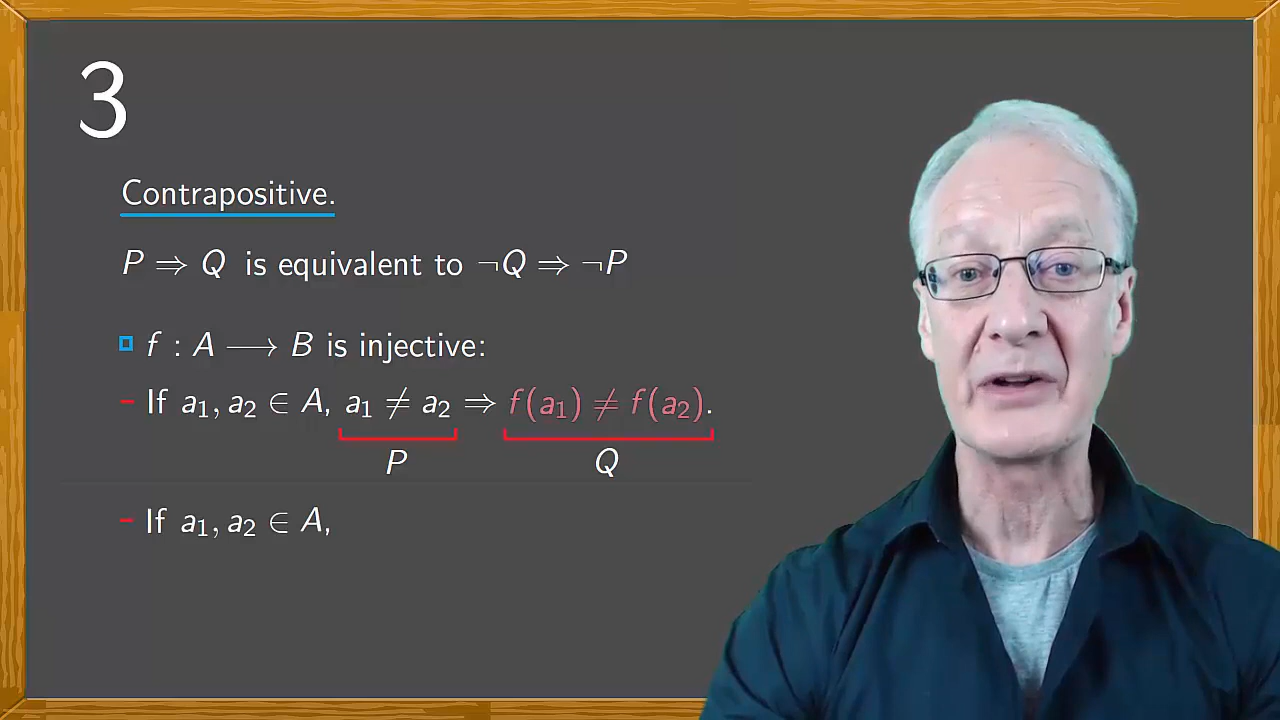 3
Contrapositive.
P ⇒ Q is equivalent to ¬Q ⇒ ¬P
f : A ⟶ B is injective:
– If a₁, a₂ ∈ A, a₁ ≠ a₂ ⇒ f(a₁) ≠ f(a₂).
P Q
– If a₁, a₂ ∈ A,